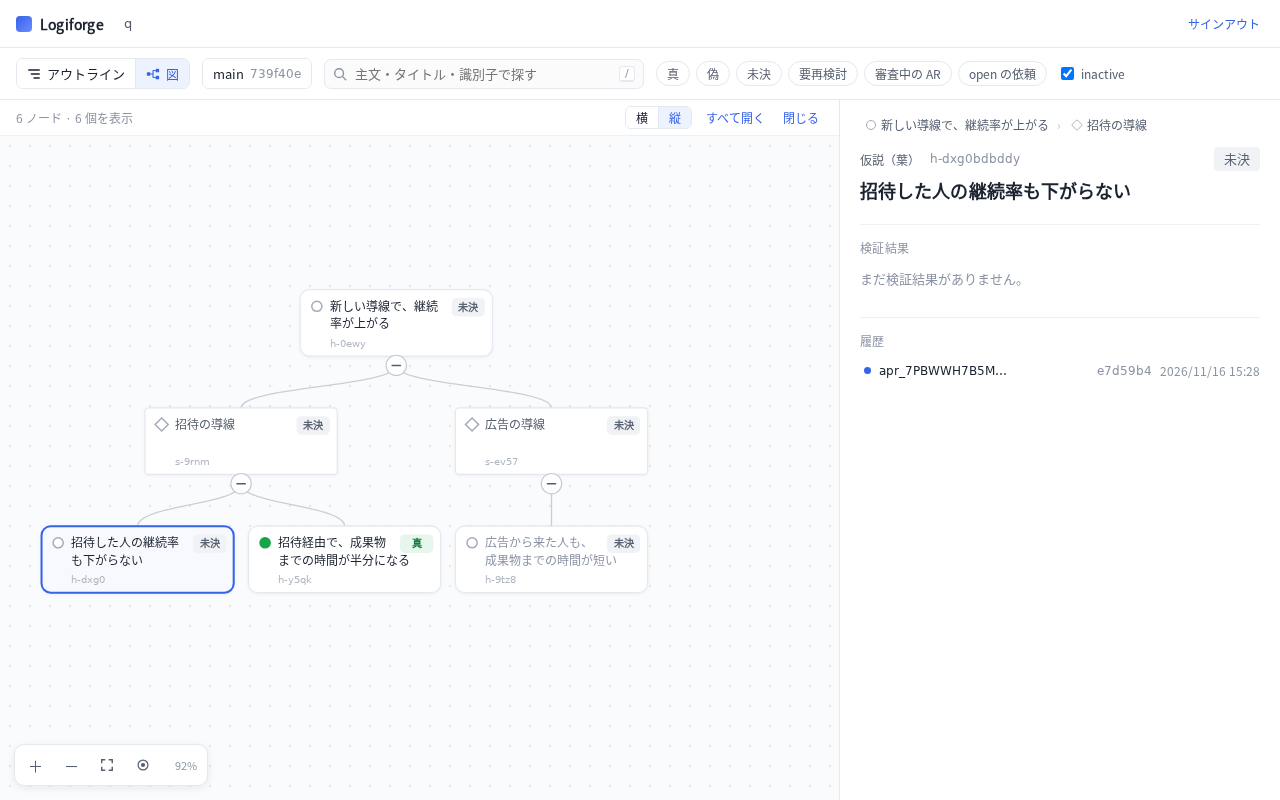 Logiforge q サインアウト
アウトライン 図 main 739f40e 主文・タイトル・識別子で探す / 真 偽 未決 要再検討 審査中の AR open の依頼 inactive
6 ノード · 6 個を表示 横 縦 すべて開く 閉じる
新しい導線で、継続率が上がる › 招待の導線
仮説（葉） h-dxg0bdbddy 未決
招待した人の継続率も下がらない
検証結果
まだ検証結果がありません。
履歴
apr_7PBWWH7B5M… e7d59b4 2026/11/16 15:28
新しい導線で、継続 未決
率が上がる
h-0ewy
招待の導線 未決
s-9rnm
広告の導線 未決
s-ev57
招待した人の継続率 未決
も下がらない
h-dxg0
招待経由で、成果物 真
までの時間が半分になる
h-y5qk
広告から来た人も、 未決
成果物までの時間が短い
h-9tz8
92%